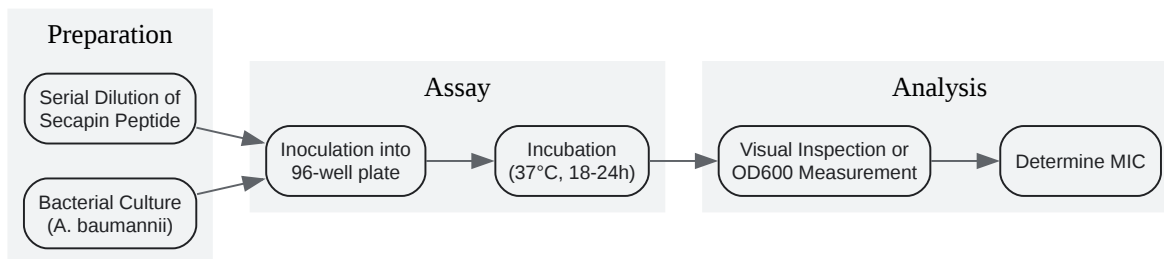 Preparation
Serial Dilution of
Secapin Peptide
Bacterial Culture
(A. baumannii)
Assay
Inoculation into
96-well plate
Incubation
(37°C, 18-24h)
Analysis
Visual Inspection or
OD600 Measurement
Determine MIC